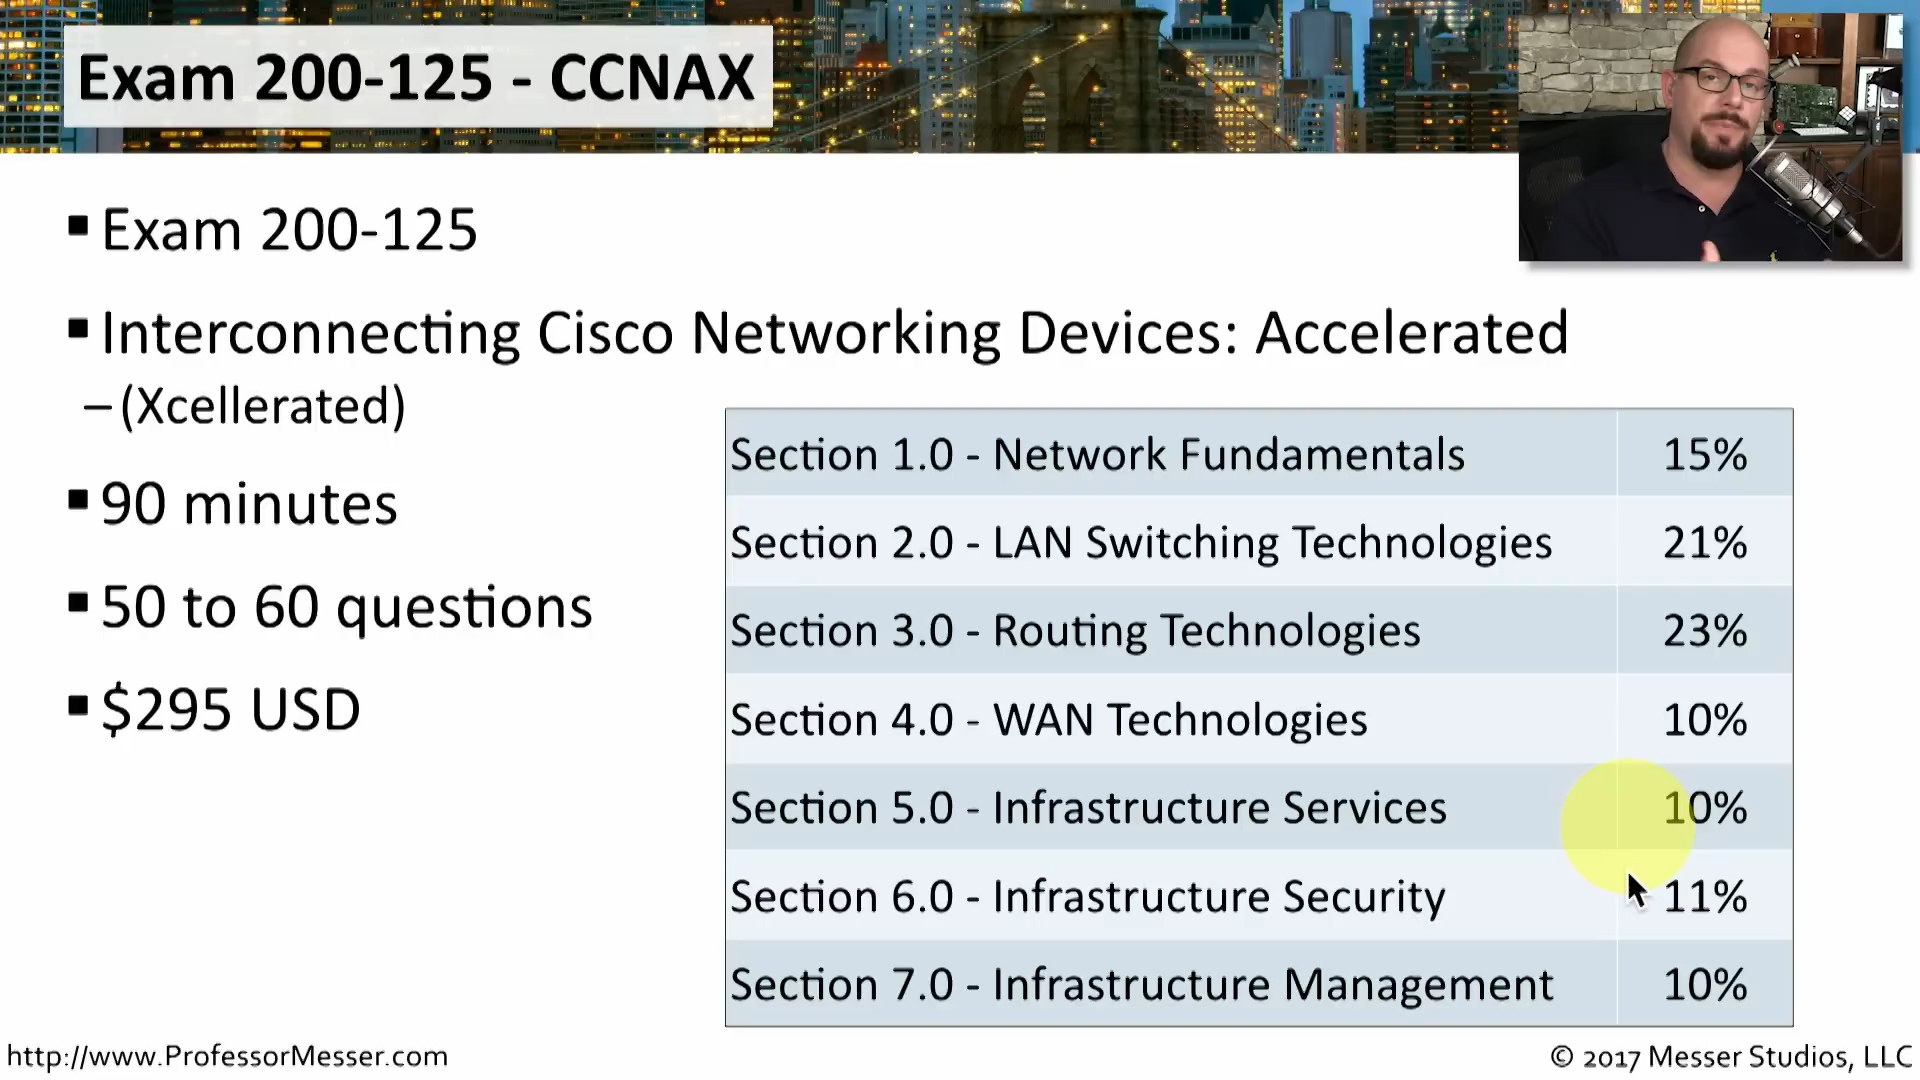 Exam 200-125 - CCNAX
Exam 200-125
Interconnecting Cisco Networking Devices: Accelerated
– (Xcellerated)
90 minutes
50 to 60 questions
$295 USD
Section 1.0 - Network Fundamentals 15%
Section 2.0 - LAN Switching Technologies 21%
Section 3.0 - Routing Technologies 23%
Section 4.0 - WAN Technologies 10%
Section 5.0 - Infrastructure Services 10%
Section 6.0 - Infrastructure Security 11%
Section 7.0 - Infrastructure Management 10%
http://www.ProfessorMesser.com
© 2017 Messer Studios, LLC